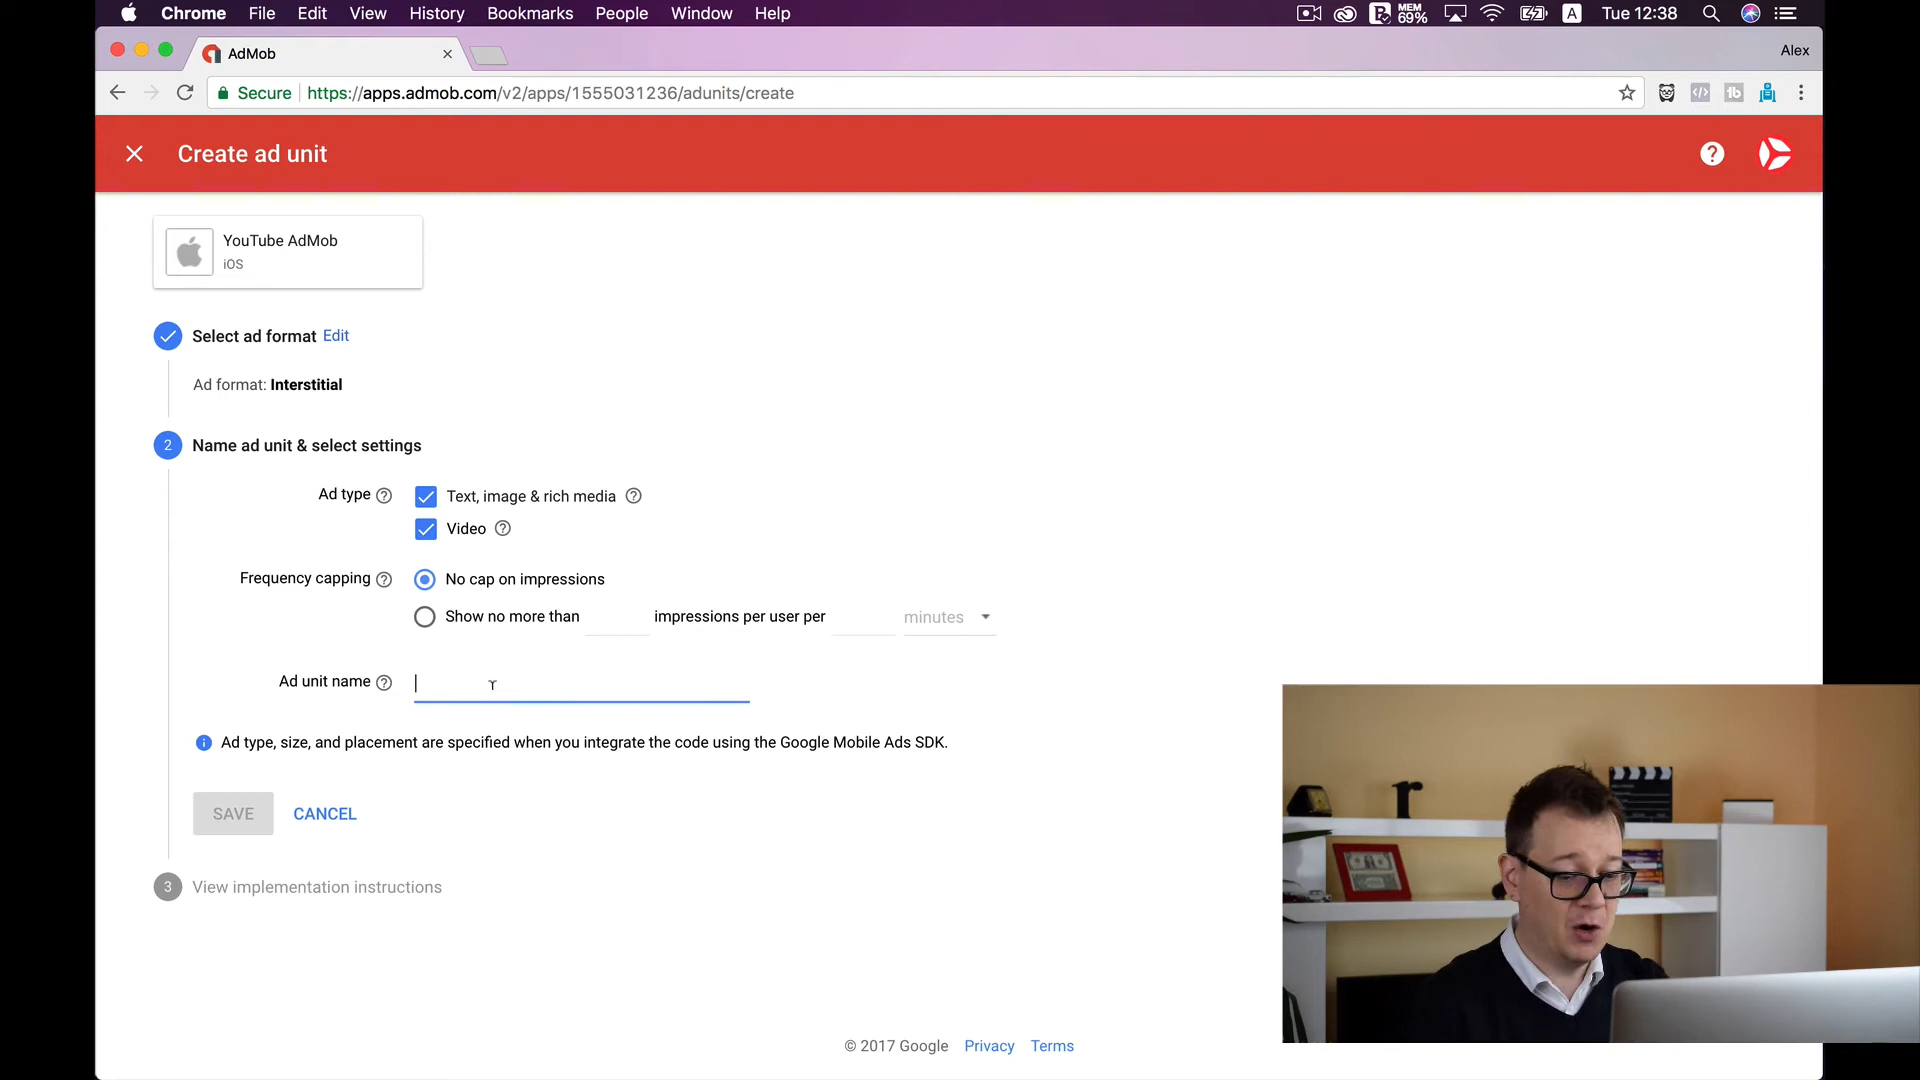 Chrome File Edit View History Bookmarks People Window Help MEM 69% A Tue 12:38
AdMob Alex
Secure https://apps.admob.com/v2/apps/1555031236/adunits/create
Create ad unit
YouTube AdMob
iOS
Select ad format Edit
Ad format: Interstitial
2 Name ad unit & select settings
Ad type Text, image & rich media
Video
Frequency capping No cap on impressions
Show no more than impressions per user per minutes
Ad unit name
Ad type, size, and placement are specified when you integrate the code using the Google Mobile Ads SDK.
SAVE CANCEL
3 View implementation instructions
© 2017 Google Privacy Terms